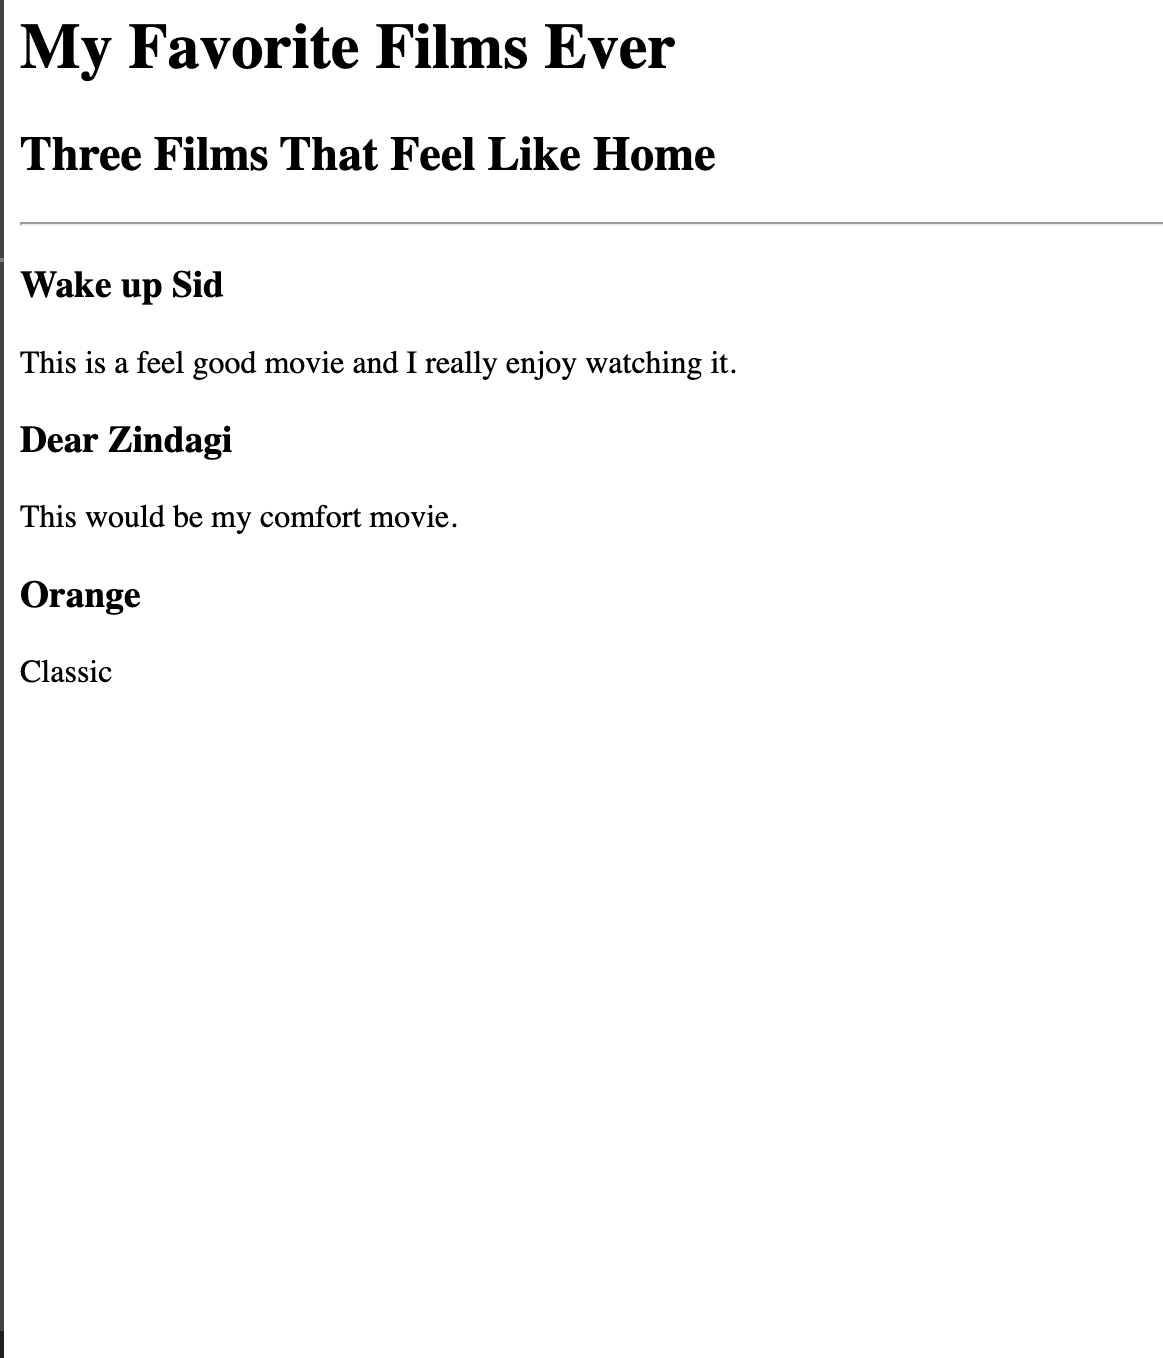 My Favorite Films Ever
Three Films That Feel Like Home
Wake up Sid
This is a feel good movie and I really enjoy watching it.
Dear Zindagi
This would be my comfort movie.
Orange
Classic